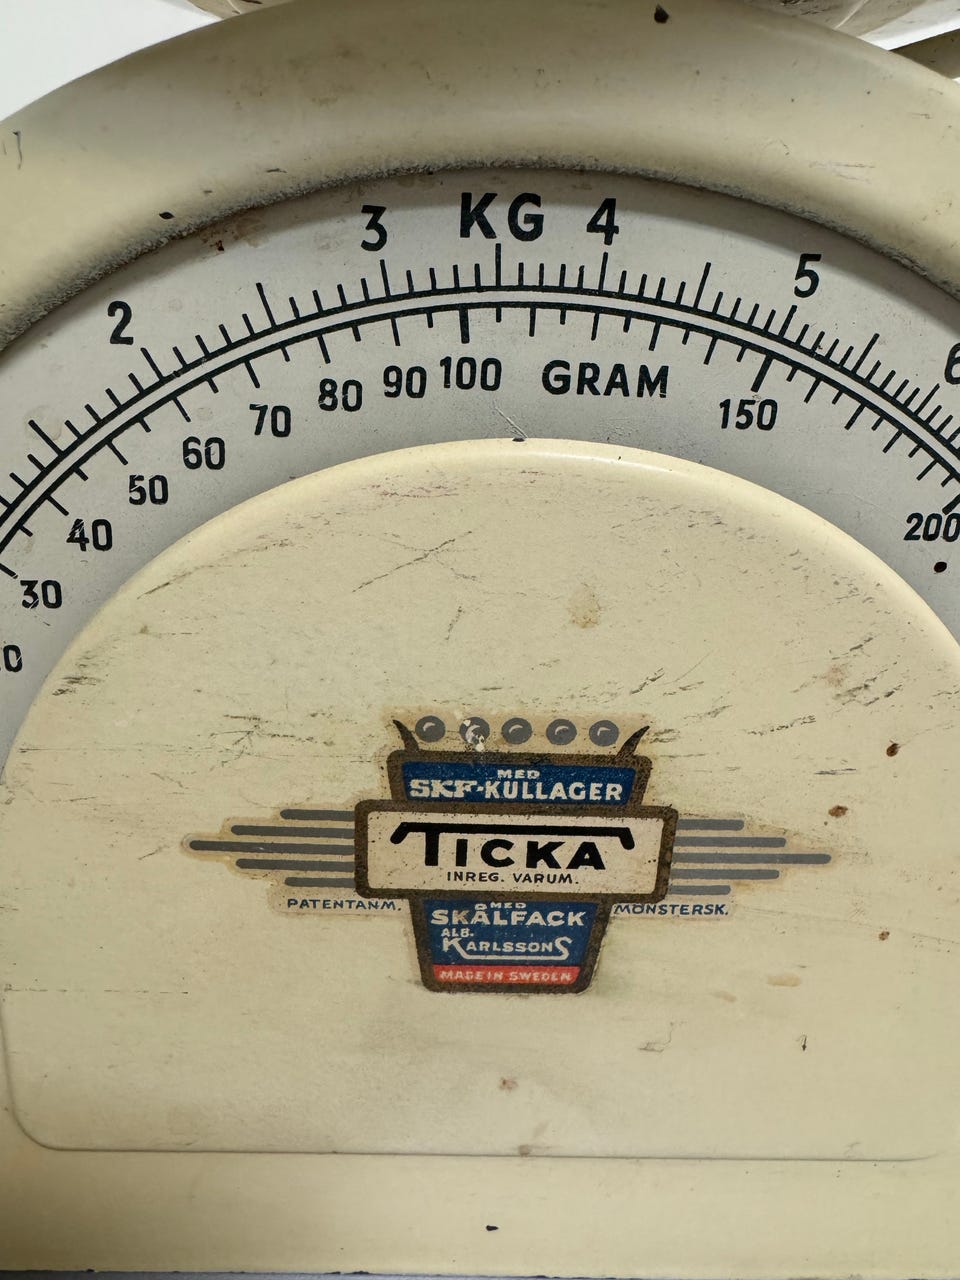 KG
2 3 4 5
GRAM
30 40 50 60 70 80 90 100 150 200
MED
SKF-KULLAGER
TICKA
INREG. VARUM.
PATENTANM. MÖNSTERSK.
MED
SKÅLFACK
ALB.
KARLSSONS
MADE IN SWEDEN